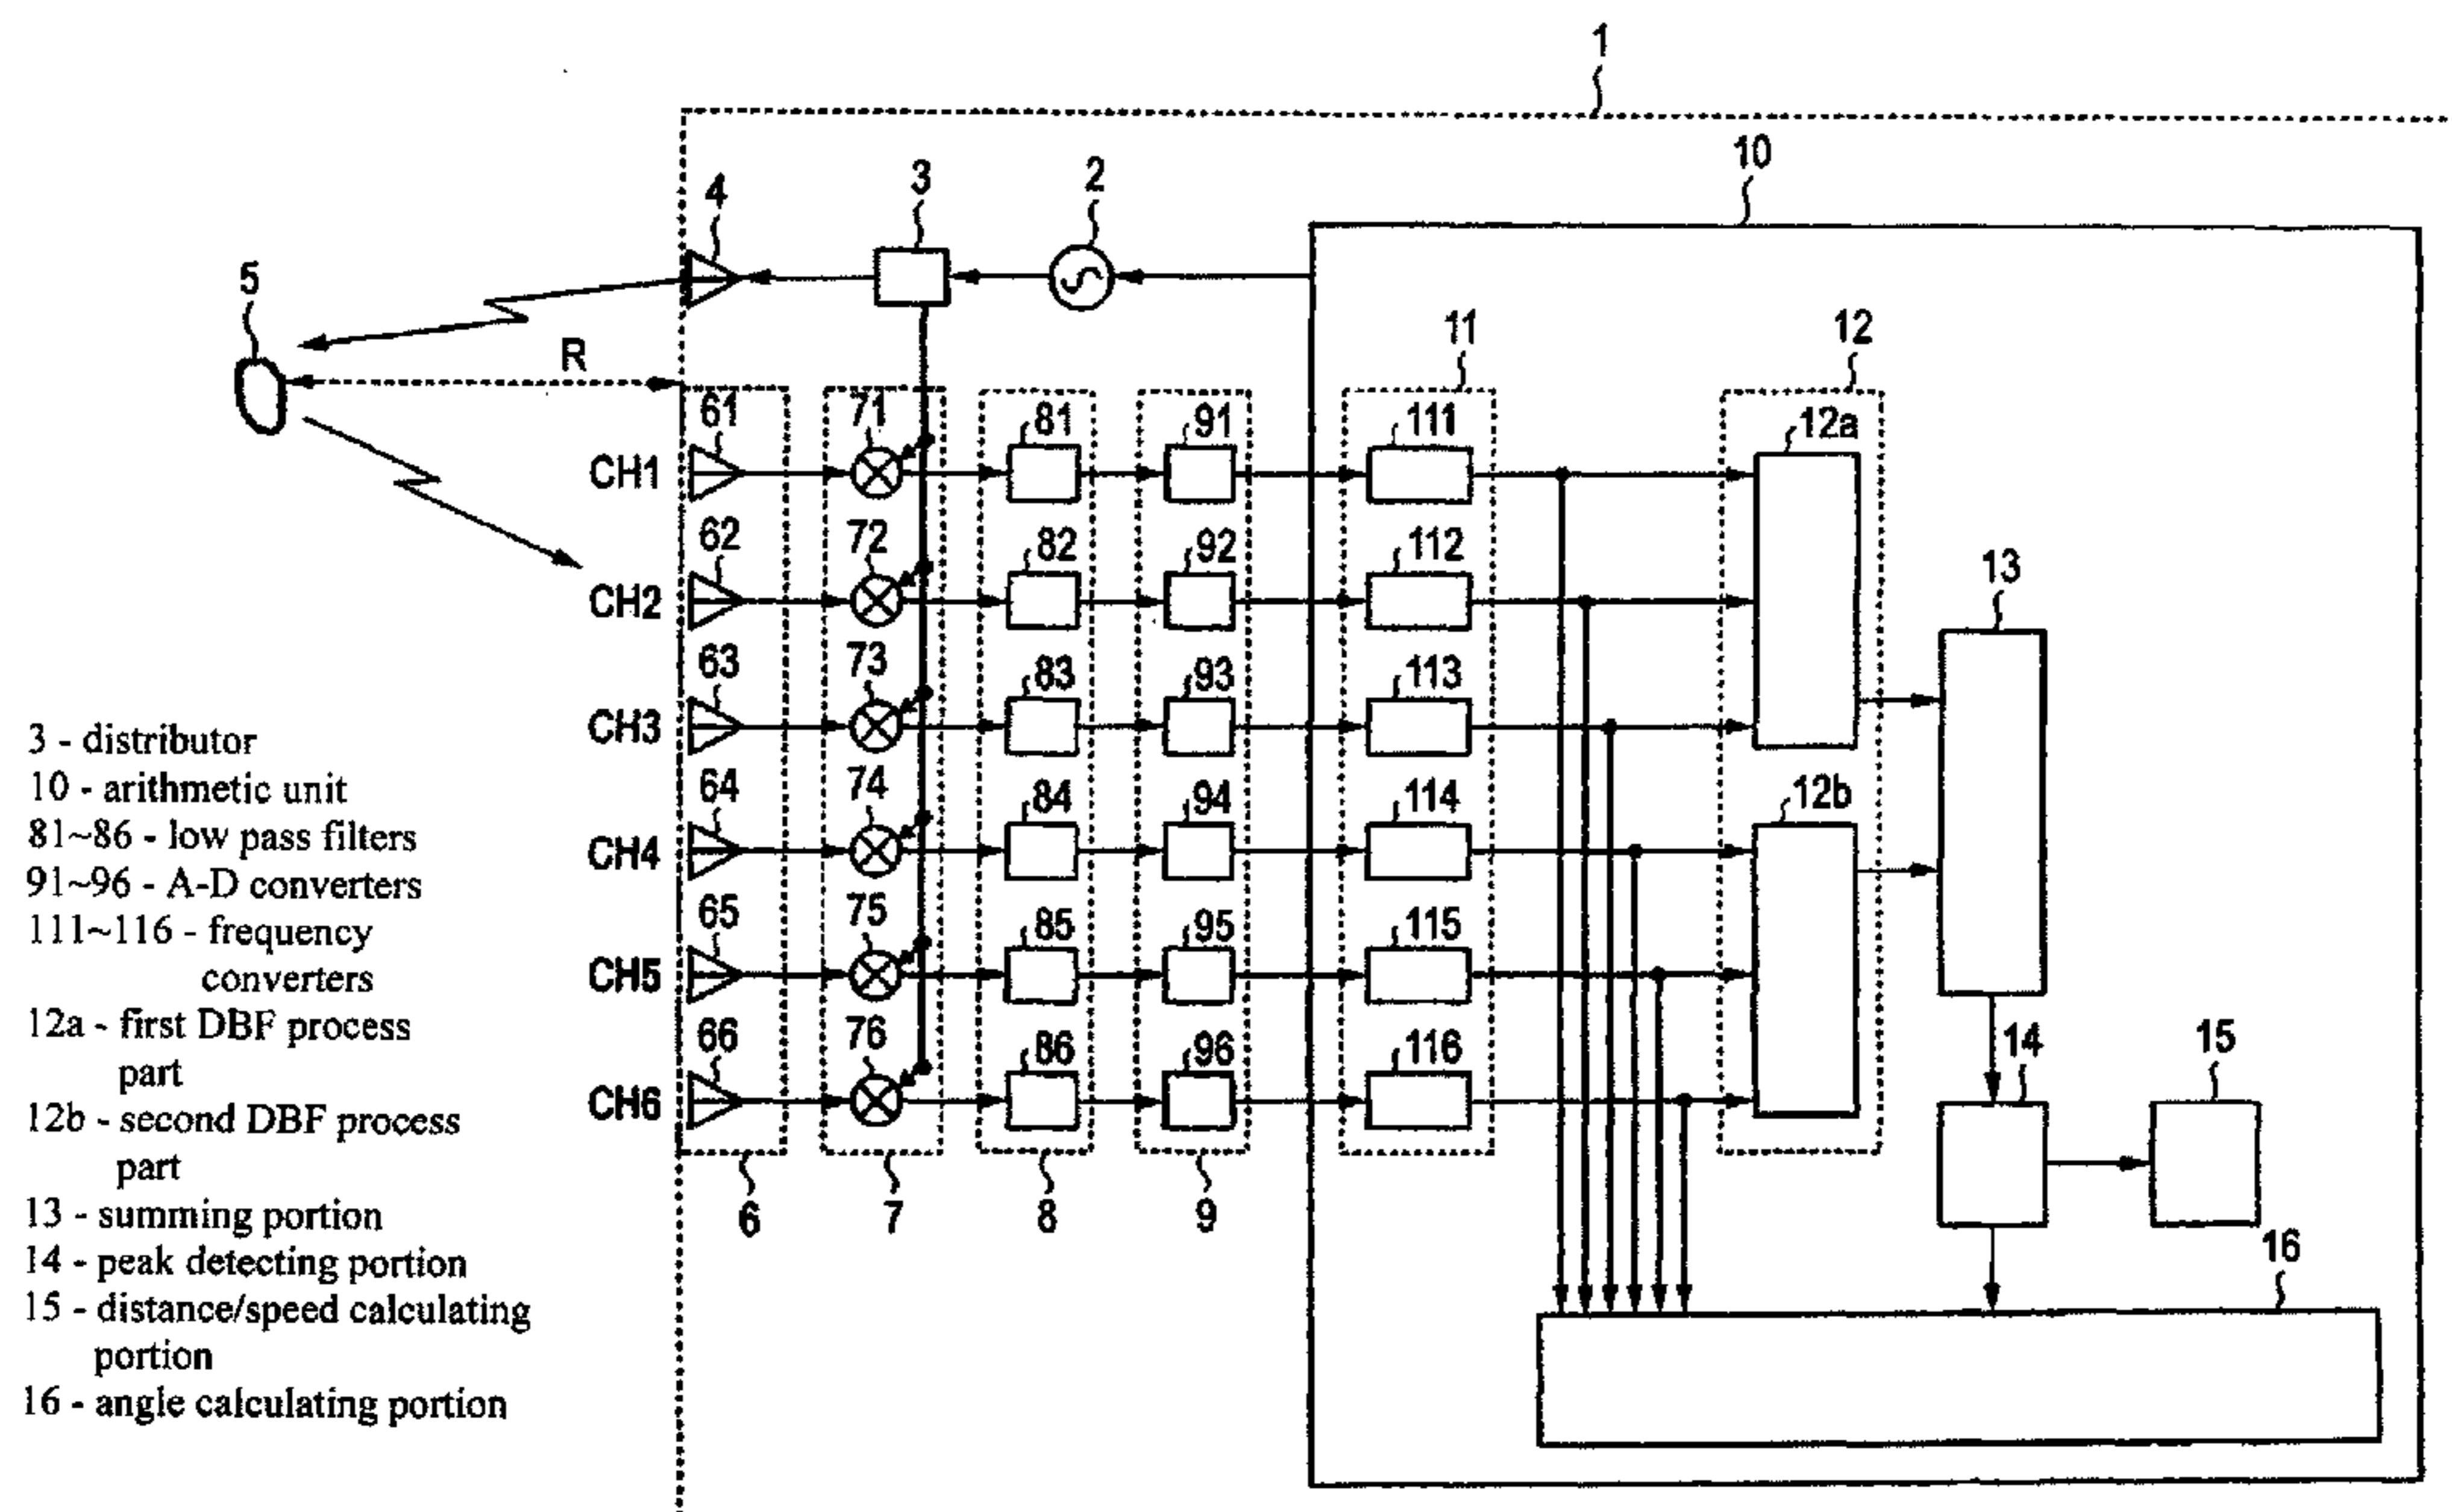 1
10
4
3
2
5
R
11
12
61
71
81
91
111
12a
CH1
62
72
82
92
112
CH2
13
63
73
83
93
113
CH3
64
74
84
94
114
12b
CH4
65
75
85
95
115
CH5
66
76
86
96
116
14
15
CH6
6
7
8
9
16
3 - distributor
10 - arithmetic unit
81~86 - low pass filters
91~96 - A-D converters
111~116 - frequency
converters
12a - first DBF process
part
12b - second DBF process
part
13 - summing portion
14 - peak detecting portion
15 - distance/speed calculating
portion
16 - angle calculating portion